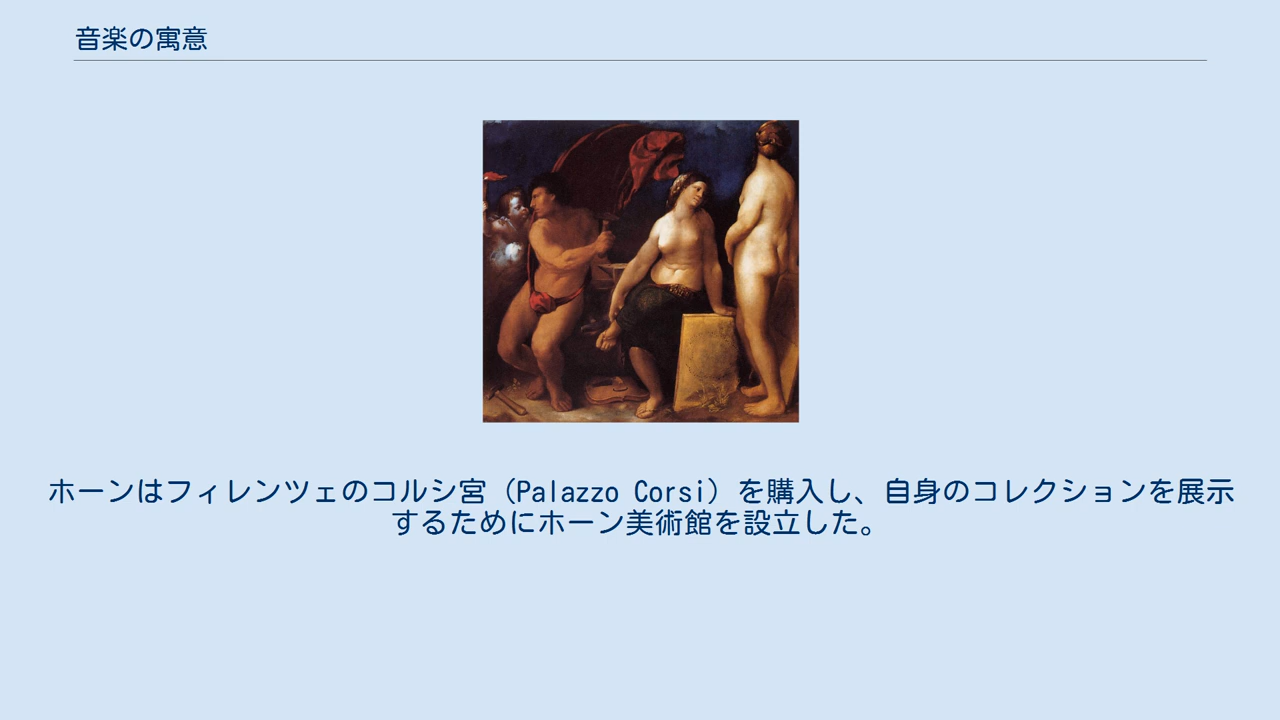 音楽の寓意
ホーンはフィレンツェのコルシ宮（Palazzo Corsi）を購入し、自身のコレクションを展示
するためにホーン美術館を設立した。